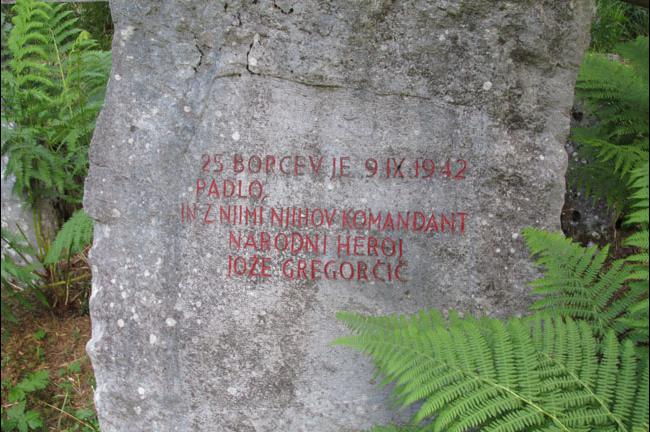 25 BORCEV JE 9.IX.1942
PADLO,
IN Z NJIMI NJIHOV KOMANDANT
NARODNI HEROJ
JOŽE GREGORČIČ